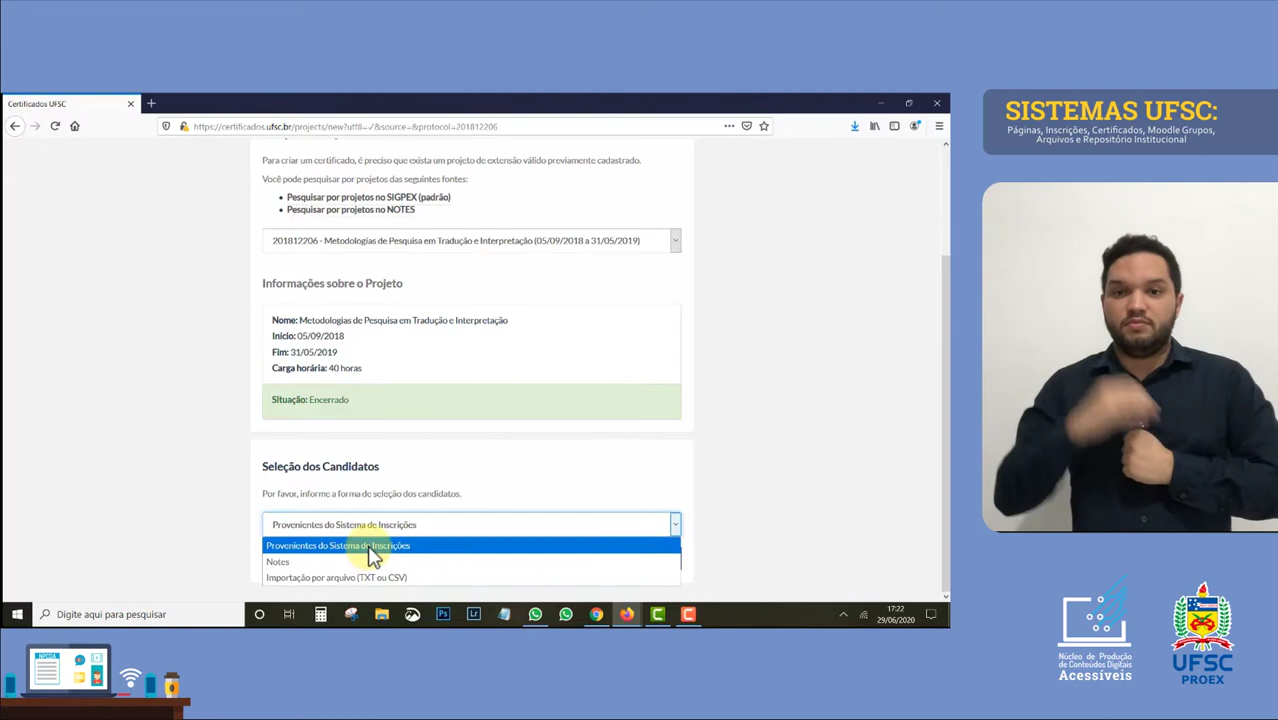 SISTEMAS UFSC:
Páginas, Inscrições, Certificados, Moodle Grupos,
Arquivos e Repositório Institucional
Certificados UFSC
https://certificados.ufsc.br/projects/new?utf8=✓&source=&protocol=201812206
Para criar um certificado, é preciso que exista um projeto de extensão válido previamente cadastrado.
Você pode pesquisar por projetos das seguintes fontes:
Pesquisar por projetos no SIGPEX (padrão)
Pesquisar por projetos no NOTES
201812206 - Metodologias de Pesquisa em Tradução e Interpretação (05/09/2018 a 31/05/2019)
Informações sobre o Projeto
Nome: Metodologias de Pesquisa em Tradução e Interpretação
Início: 05/09/2018
Fim: 31/05/2019
Carga horária: 40 horas
Situação: Encerrado
Seleção dos Candidatos
Por favor, informe a forma de seleção dos candidatos.
Provenientes do Sistema de Inscrições
Provenientes do Sistema de Inscrições
Notes
Importação por arquivo (TXT ou CSV)
Digite aqui para pesquisar
Ps
Lr
17:22
29/06/2020
NPCDA
Núcleo de Produção
de Conteúdos Digitais
Acessíveis
UFSC
PROEX